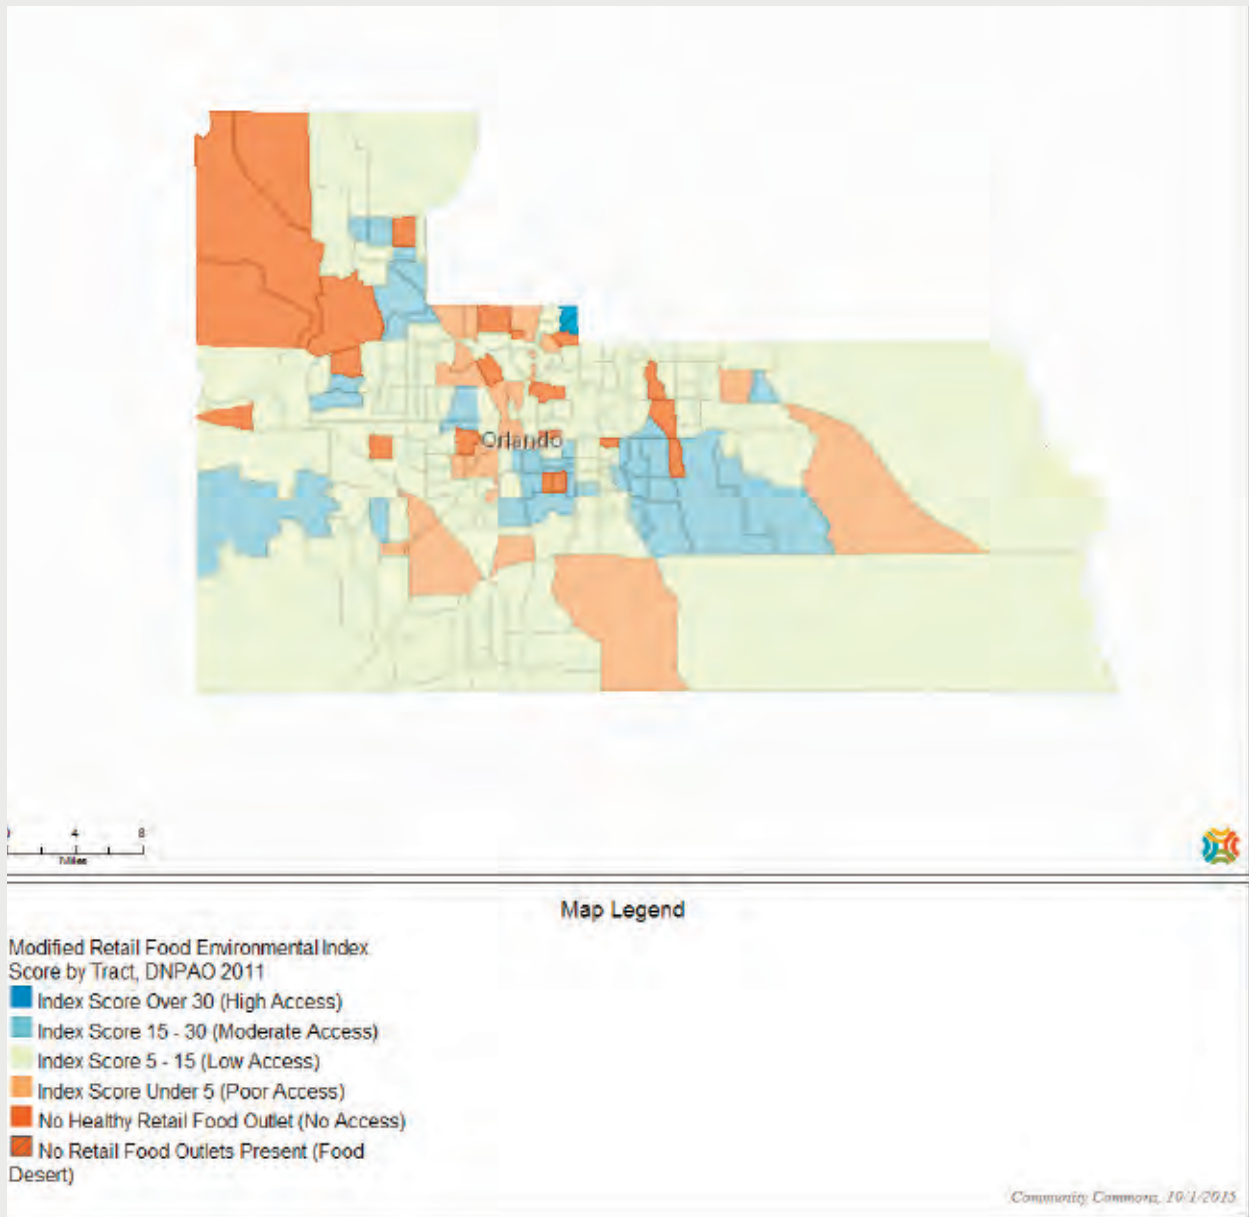 Orlando
4 8
Miles
Map Legend
Modified Retail Food Environmental Index
Score by Tract, DNPAO 2011
Index Score Over 30 (High Access)
Index Score 15 - 30 (Moderate Access)
Index Score 5 - 15 (Low Access)
Index Score Under 5 (Poor Access)
No Healthy Retail Food Outlet (No Access)
No Retail Food Outlets Present (Food
Desert)
Community Commons, 10/1/2015